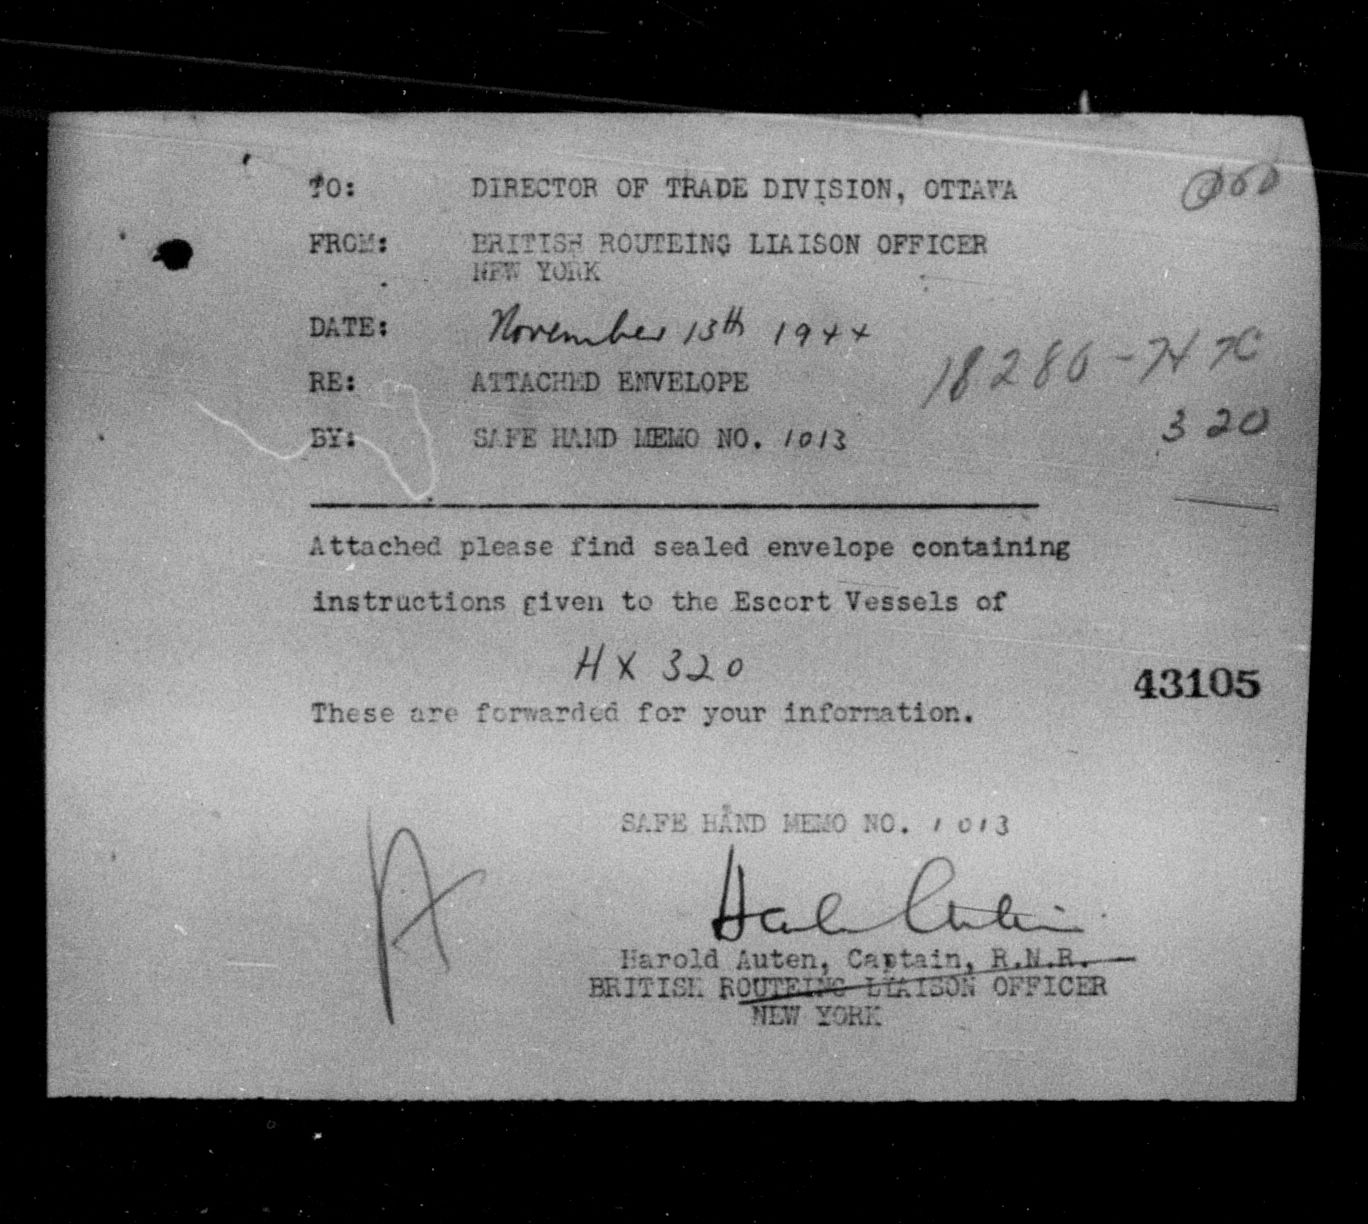 TO: DIRECTOR OF TRADE DIVISION, OTTAWA
FROM: BRITISH ROUTEING LIAISON OFFICER
NEW YORK
DATE: November 13th 1944
18280-HX
RE: ATTACHED ENVELOPE
320
BY: SAFE HAND MEMO NO. 1013
Attached please find sealed envelope containing
instructions given to the Escort Vessels of
HX 320
43105
These are forwarded for your information.
SAFE HAND MEMO NO. 1013
Harold Auten
Harold Auten, Captain, R.N.R.
BRITISH ROUTEING LIAISON OFFICER
NEW YORK